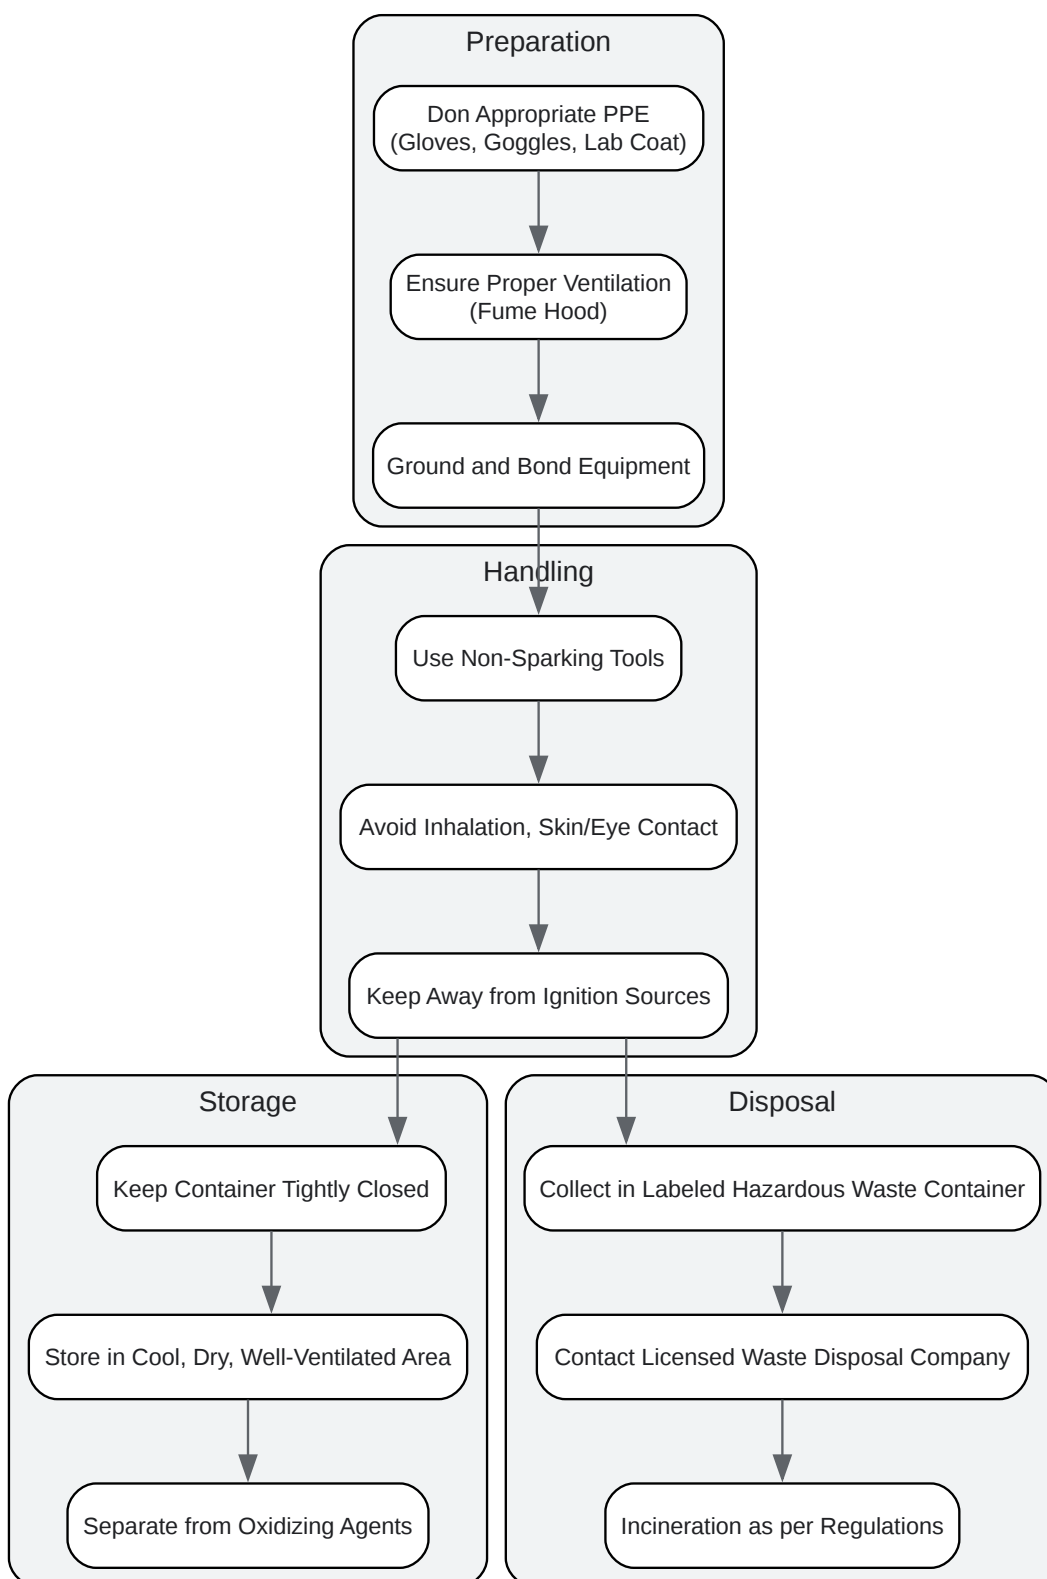 Preparation
Don Appropriate PPE
(Gloves, Goggles, Lab Coat)
Ensure Proper Ventilation
(Fume Hood)
Ground and Bond Equipment
Handling
Use Non-Sparking Tools
Avoid Inhalation, Skin/Eye Contact
Keep Away from Ignition Sources
Storage
Keep Container Tightly Closed
Store in Cool, Dry, Well-Ventilated Area
Separate from Oxidizing Agents
Disposal
Collect in Labeled Hazardous Waste Container
Contact Licensed Waste Disposal Company
Incineration as per Regulations